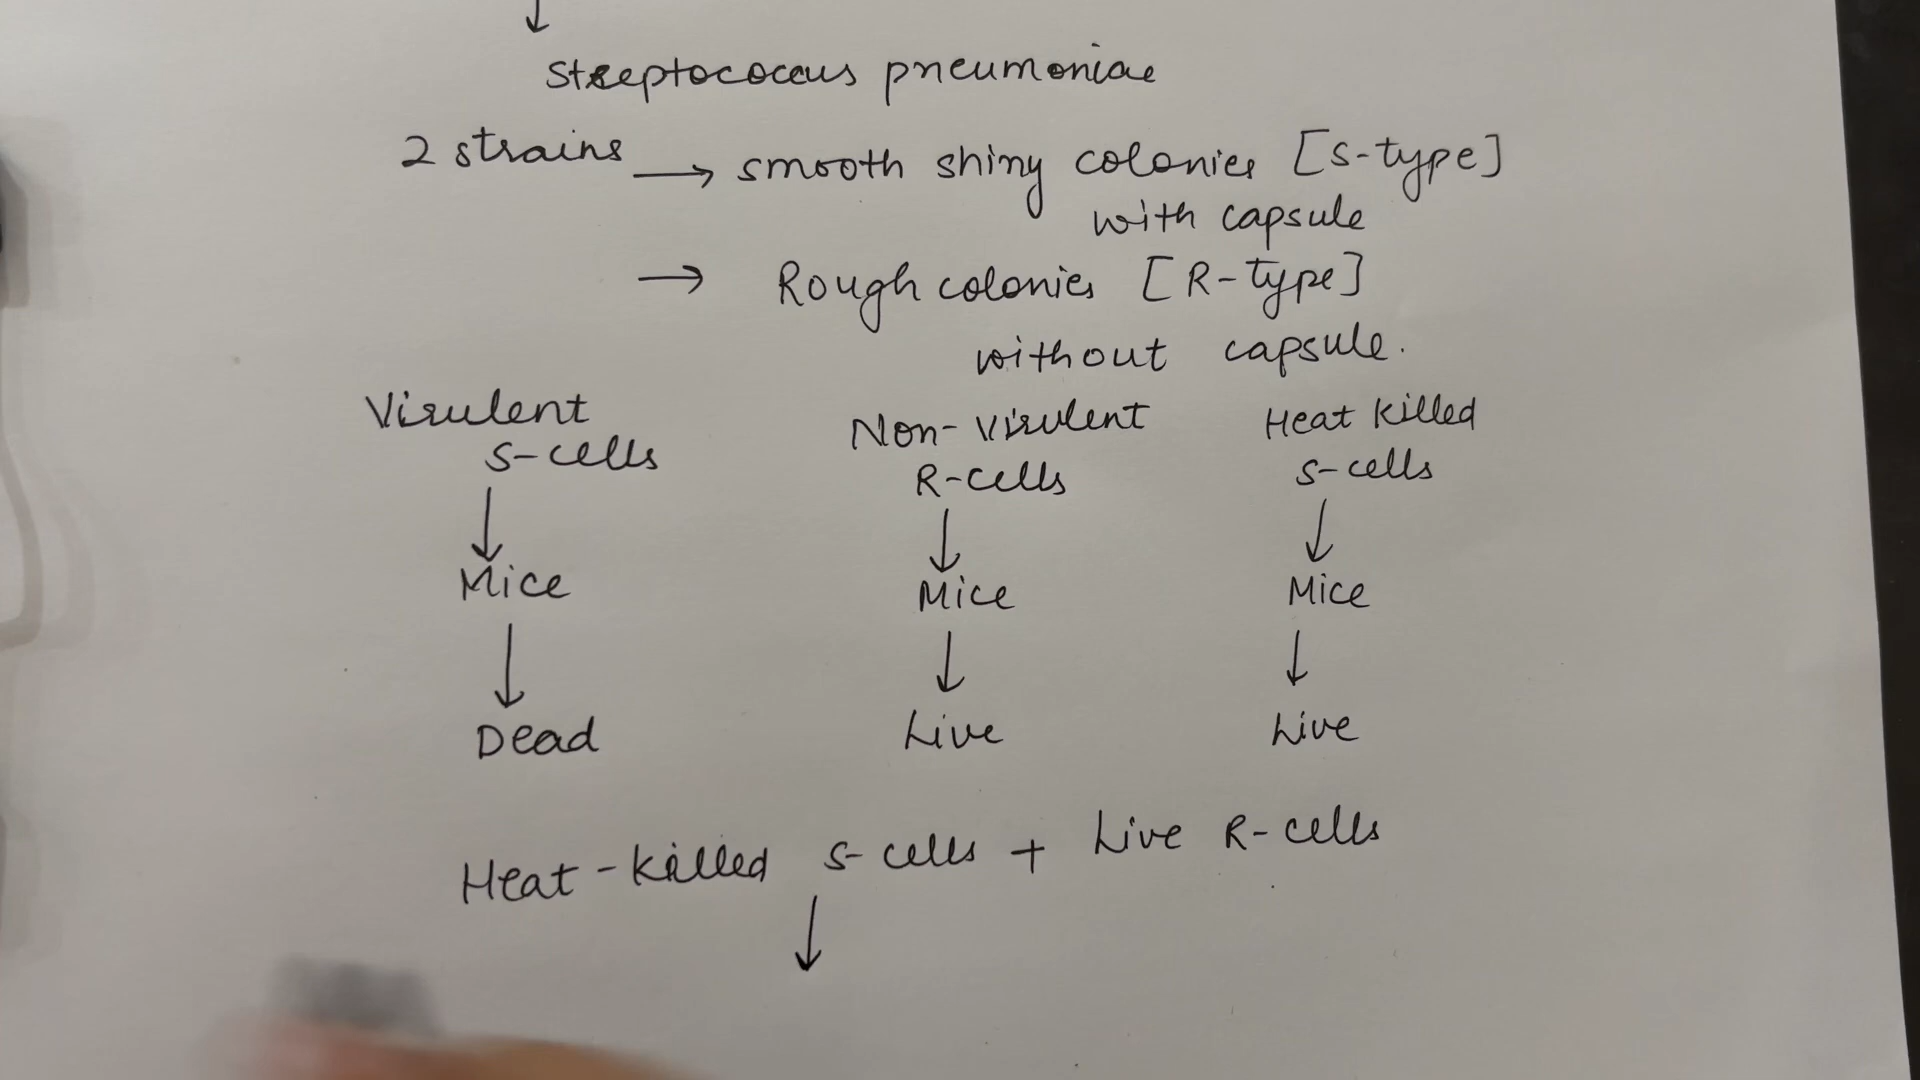 ↓
Streptococcus pneumoniae
2 strains → smooth shiny colonies [S-type]
with capsule
→ Rough colonies [R-type]
without capsule.
Virulent S-cells
↓
Mice
↓
Dead
Non-virulent R-cells
↓
Mice
↓
Live
Heat Killed S-cells
↓
Mice
↓
Live
Heat-Killed S-cells + Live R-cells
↓